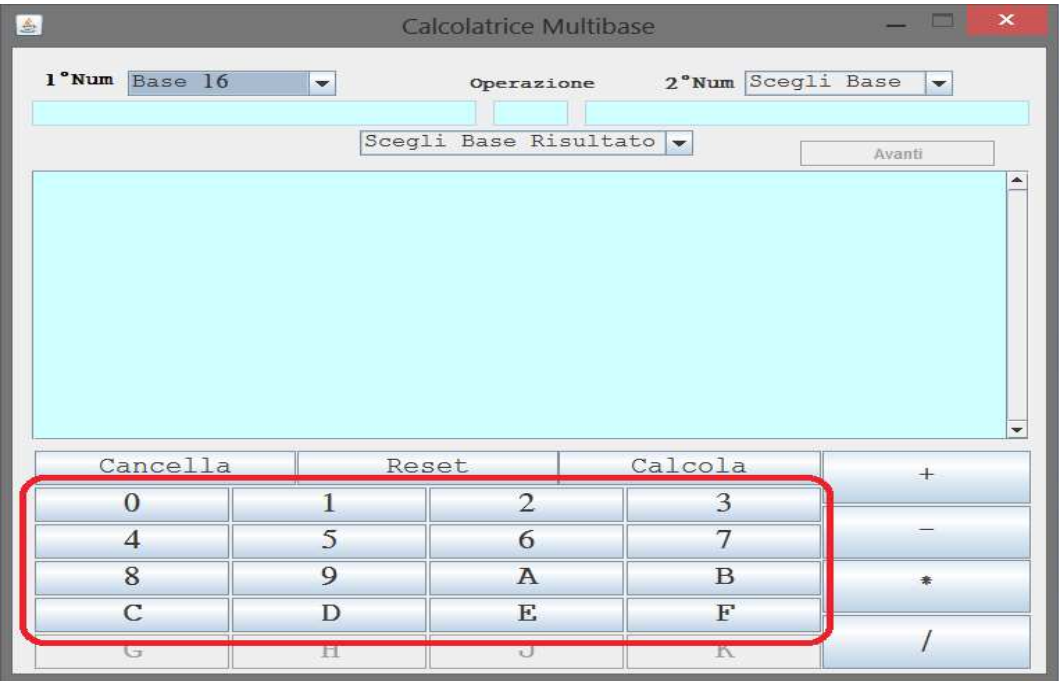 Calcolatrice Multibase
1°Num Base 16 Operazione 2°Num Scegli Base
Scegli Base Risultato
Avanti
Cancella Reset Calcola +
0 1 2 3
4 5 6 7 -
8 9 A B *
C D E F
G H J K /